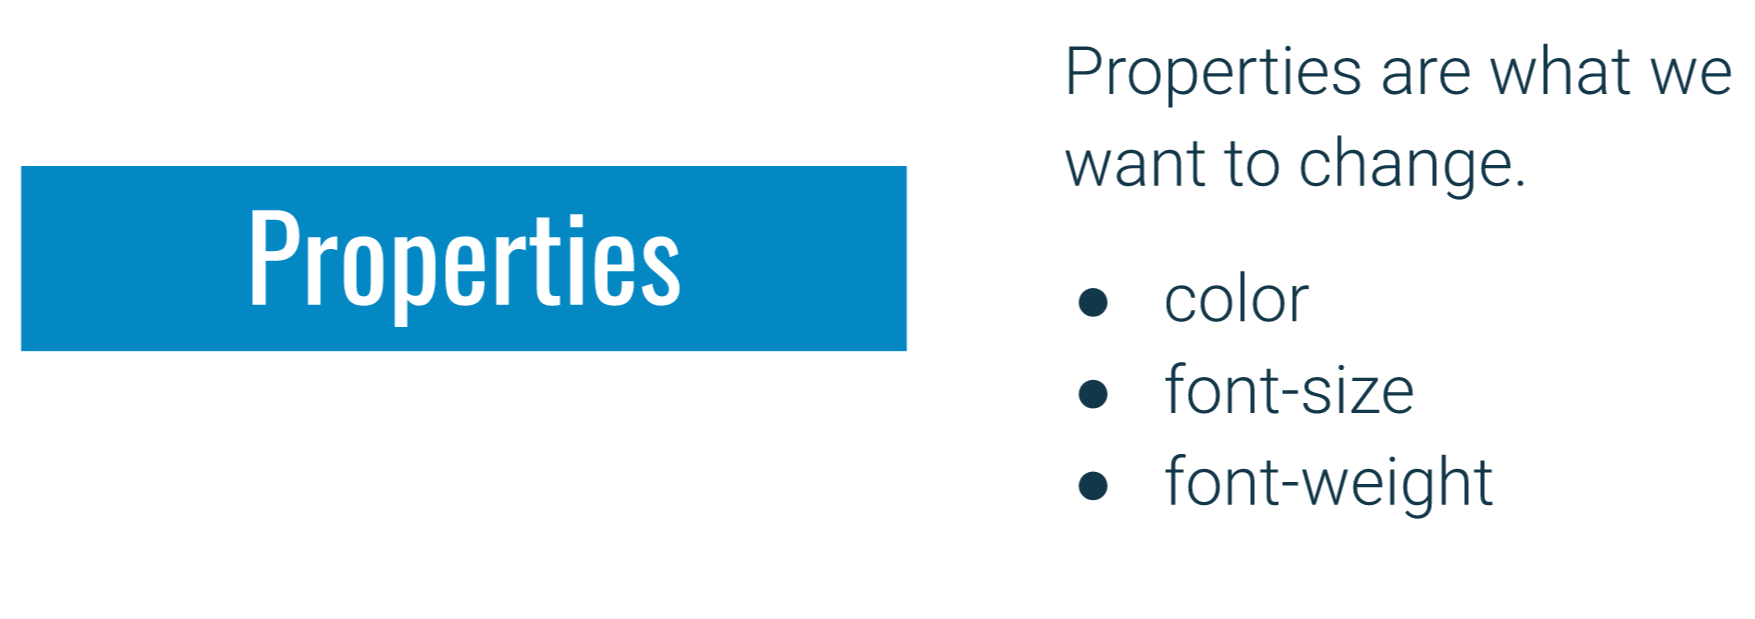 Properties
Properties are what we
want to change.
● color
● font-size
● font-weight